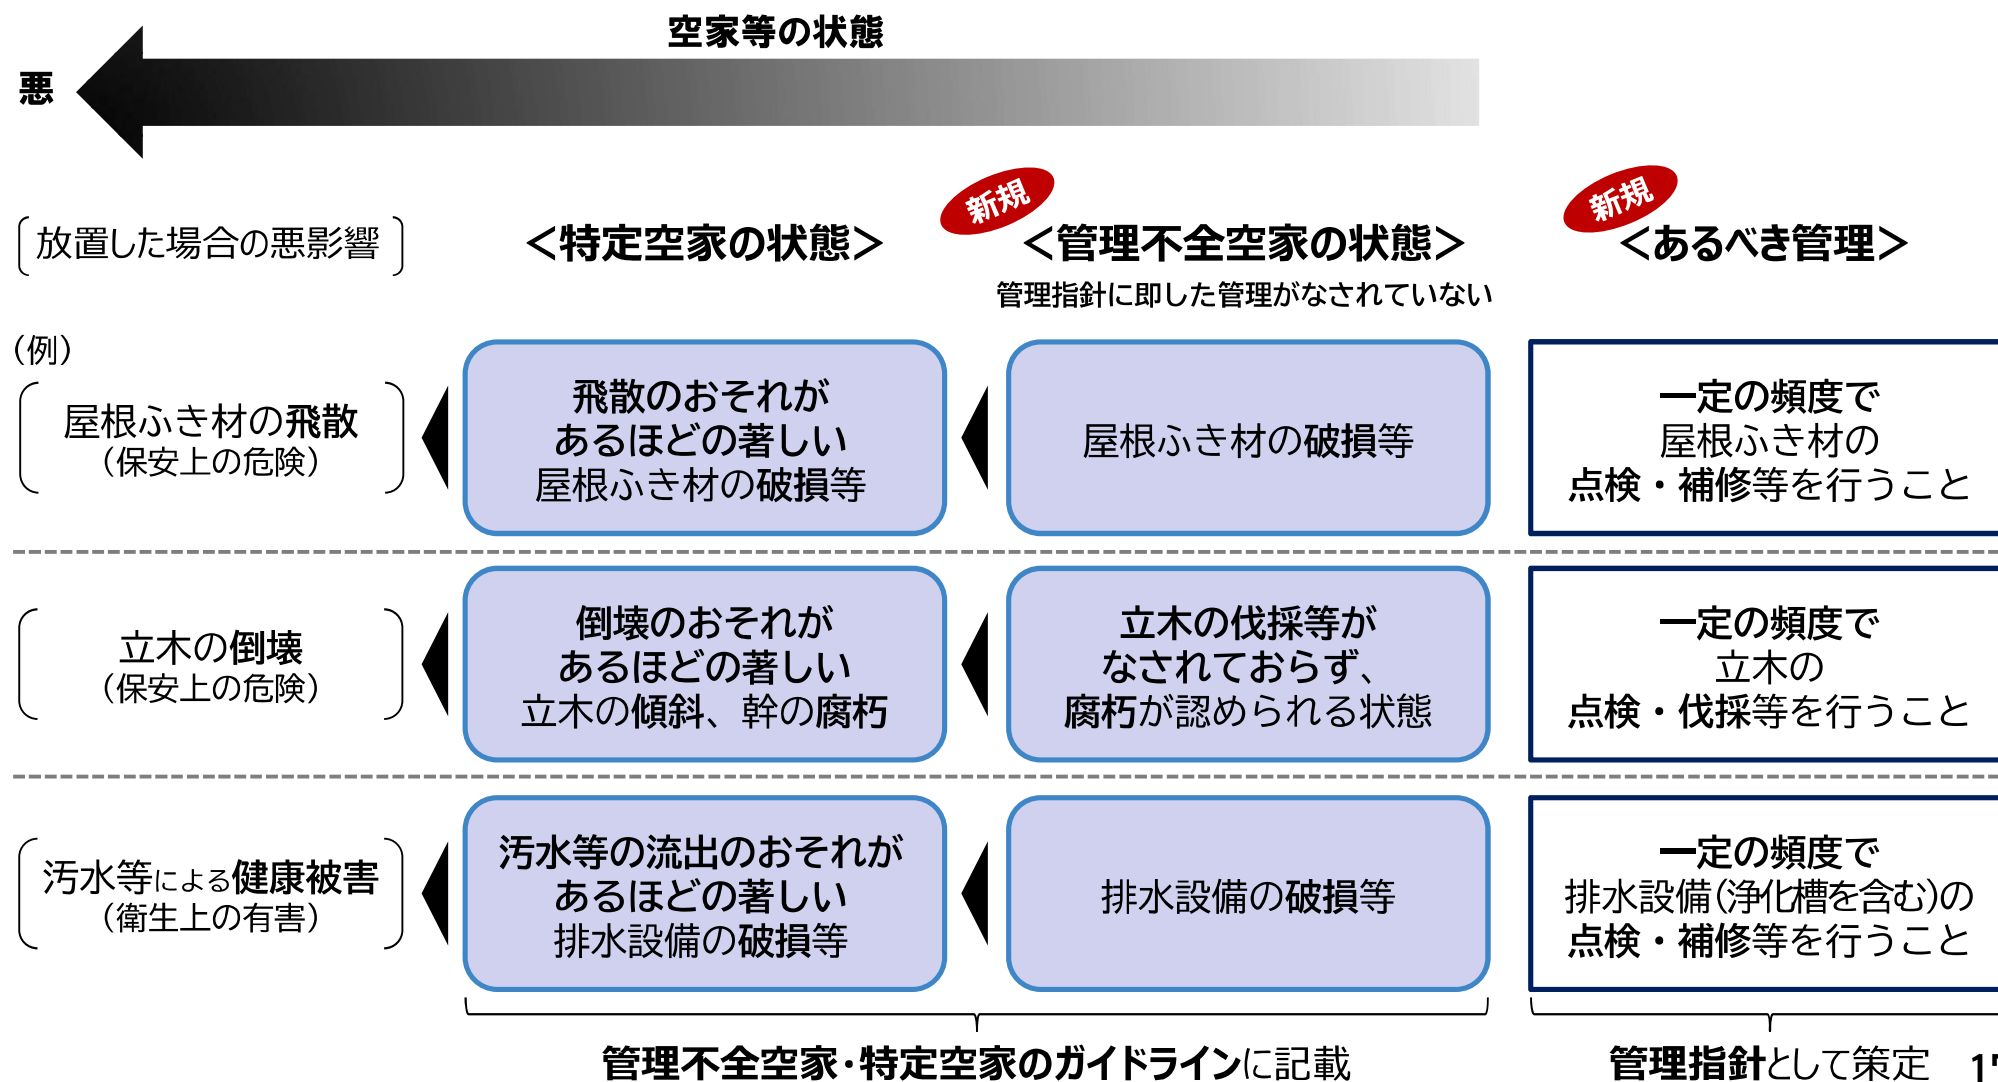 空家等の状態
悪
放置した場合の悪影響
＜特定空家の状態＞
新規
＜管理不全空家の状態＞
管理指針に即した管理がなされていない
新規
＜あるべき管理＞
（例）
屋根ふき材の飛散
（保安上の危険）
飛散のおそれが
あるほどの著しい
屋根ふき材の破損等
屋根ふき材の破損等
一定の頻度で
屋根ふき材の
点検・補修等を行うこと
立木の倒壊
（保安上の危険）
倒壊のおそれが
あるほどの著しい
立木の傾斜、幹の腐朽
立木の伐採等が
なされておらず、
腐朽が認められる状態
一定の頻度で
立木の
点検・伐採等を行うこと
汚水等による健康被害
（衛生上の有害）
汚水等の流出のおそれが
あるほどの著しい
排水設備の破損等
排水設備の破損等
一定の頻度で
排水設備（浄化槽を含む）の
点検・補修等を行うこと
管理不全空家・特定空家のガイドラインに記載
管理指針として策定